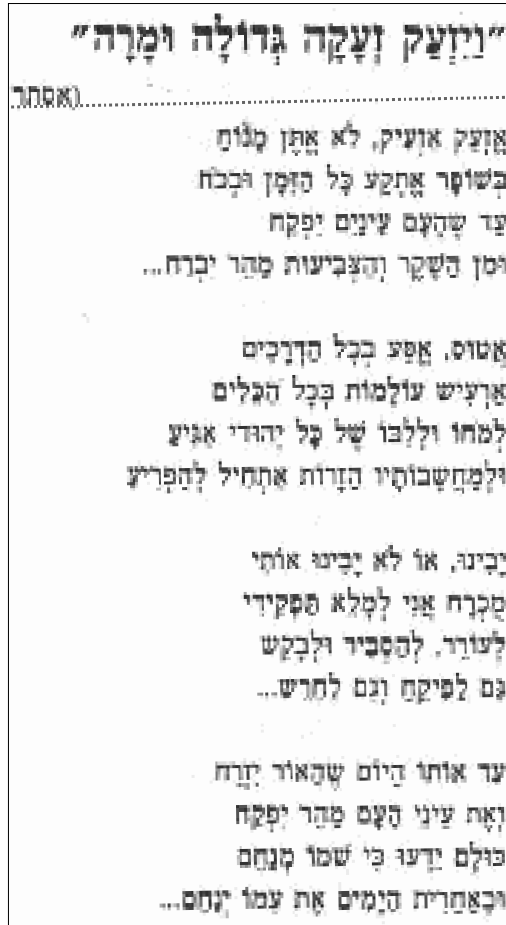 "וַיִּזְעַק זְעָקָה גְּדוֹלָה וּמָרָה"
(אסתר
אֶזְעַק אַזְעִיק, לֹא אֶתֵּן מָנוֹחַ
בְּשׁוֹפָר אֶתְקַע כָּל הַזְּמָן וּבְכֹחַ
עַד שֶׁהָעָם עֵינַיִם יִפְקַח
וּמִן הַשֶּׁקֶר וְהַצְּבִיעוּת מַהֵר יִבְרַח...
אָטוּס, אֶסַּע בְּכָל הַדְּרָכִים
אַרְעִישׁ עוֹלָמוֹת בְּכָל הַכֵּלִים
לְמֹחוֹ וּלְלִבּוֹ שֶׁל כָּל יְהוּדִי אַגִּיעַ
וּלְמַחְשְׁבוֹתָיו הַזָּרוֹת אַתְחִיל לְהַפְרִיעַ
יָבִינוּ, אוֹ לֹא יָבִינוּ אוֹתִי
מֻכְרָח אֲנִי לְמַלֵּא תַּפְקִידִי
לְעוֹרֵר, לְהַסְבִּיר וּלְבַקֵּשׁ
גַּם לַפִּיקֵחַ וְגַם לַחֵרֵשׁ...
עַד אוֹתוֹ הַיּוֹם שֶׁהָאוֹר יִזְרַח
וְאֶת עֵינֵי הָעָם מַהֵר יִפְקַח
כּוּלָּם יֵדְעוּ כִּי שְׁמוֹ מְנַחֵם
וּבְאַחֲרִית הַיָּמִים אֶת עַמּוֹ יְנַחֵם...